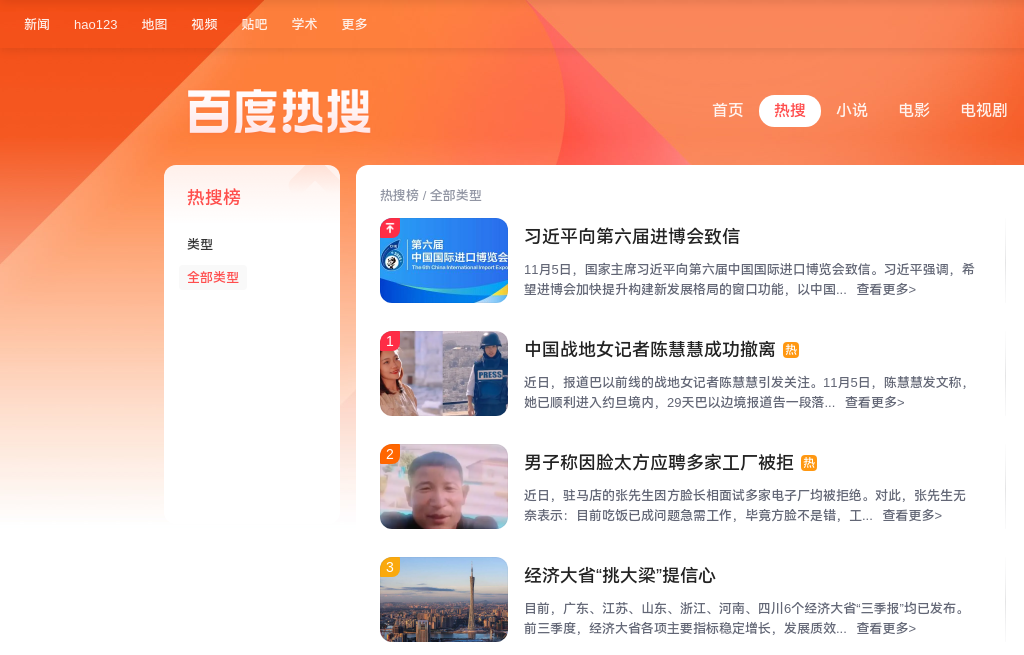 新闻 hao123 地图 视频 贴吧 学术 更多
百度热搜
首页 热搜 小说 电影 电视剧
热搜榜
类型
全部类型
热搜榜 / 全部类型
第六届
中国国际进口博览会
The 6th China International Import Expo
习近平向第六届进博会致信
11月5日，国家主席习近平向第六届中国国际进口博览会致信。习近平强调，希
望进博会加快提升构建新发展格局的窗口功能，以中国... 查看更多>
1
PRESS
中国战地女记者陈慧慧成功撤离 热
近日，报道巴以前线的战地女记者陈慧慧引发关注。11月5日，陈慧慧发文称，
她已顺利进入约旦境内，29天巴以边境报道告一段落... 查看更多>
2
男子称因脸太方应聘多家工厂被拒 热
近日，驻马店的张先生因方脸长相面试多家电子厂均被拒绝。对此，张先生无
奈表示：目前吃饭已成问题急需工作，毕竟方脸不是错，工... 查看更多>
3
经济大省“挑大梁”提信心
目前，广东、江苏、山东、浙江、河南、四川6个经济大省“三季报”均已发布。
前三季度，经济大省各项主要指标稳定增长，发展质效... 查看更多>